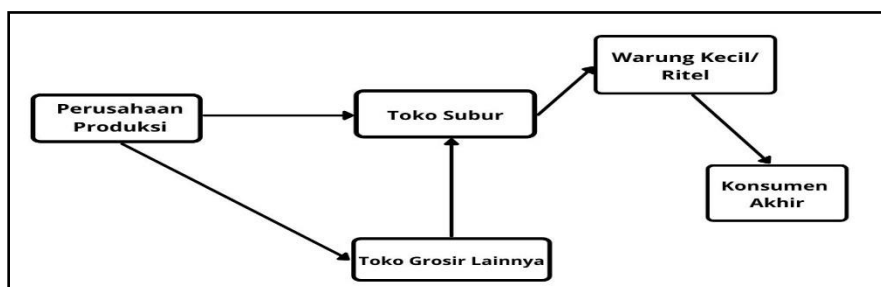 Perusahaan
Produksi
Toko Subur
Warung Kecil/
Ritel
Konsumen
Akhir
Toko Grosir Lainnya